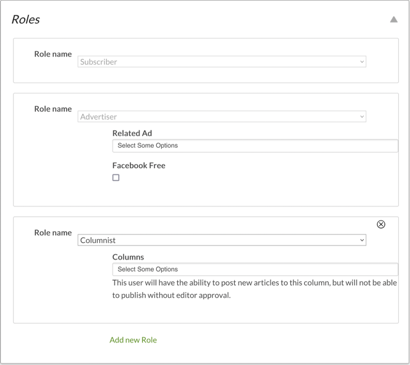 Roles
Role name
Subscriber
Role name
Advertiser
Related Ad
Select Some Options
Facebook Free
Role name
Columnist
Columns
Select Some Options
This user will have the ability to post new articles to this column, but will not be able
to publish without editor approval.
Add new Role